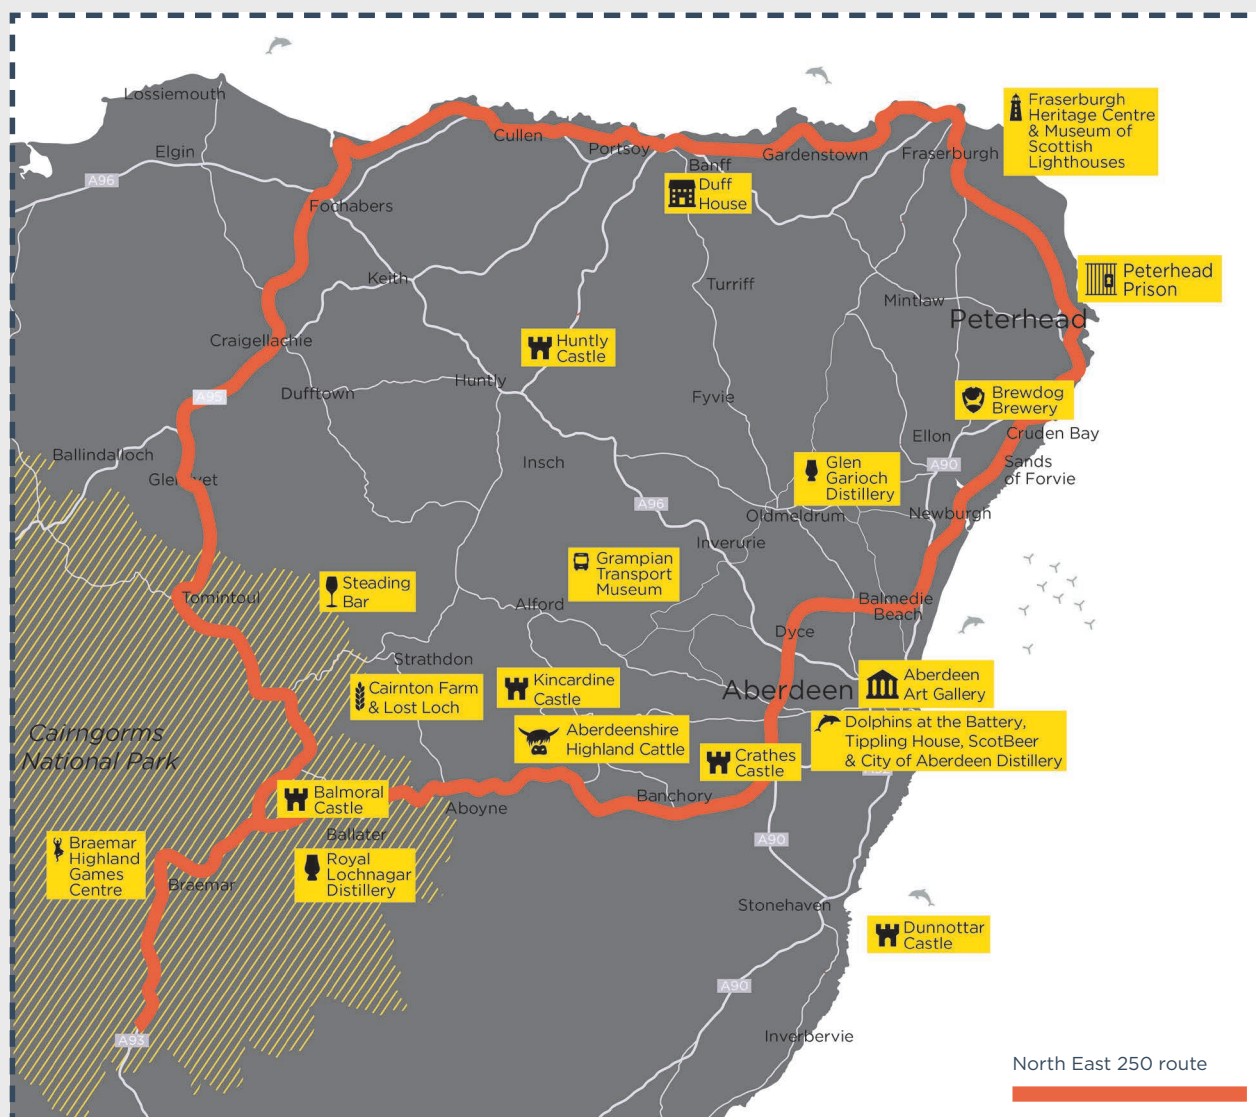 Lossiemouth
Elgin
A96
Fochabers
Cullen
Portsoy
Banff
Gardenstown
Fraserburgh
Fraserburgh
Heritage Centre
& Museum of
Scottish
Lighthouses
Duff
House
Keith
Turriff
Mintlaw
Peterhead
Peterhead
Prison
Craigellachie
Huntly
Castle
Dufftown
Huntly
A95
Fyvie
Brewdog
Brewery
Ellon
Cruden Bay
Ballindalloch
Glenlivet
Insch
Glen
Garioch
Distillery
A90
Sands
of Forvie
A96
Oldmeldrum
Newburgh
Inverurie
Grampian
Transport
Museum
Steading
Bar
Tomintoul
Alford
Balmedie
Beach
Dyce
Strathdon
Cairnton Farm
& Lost Loch
Kincardine
Castle
Aberdeen
Aberdeen
Art Gallery
Cairngorms
National Park
Aberdeenshire
Highland Cattle
Dolphins at the Battery,
Tippling House, ScotBeer
& City of Aberdeen Distillery
Crathes
Castle
A92
Balmoral
Castle
Aboyne
Banchory
Ballater
A90
Braemar
Highland
Games
Centre
Royal
Lochnagar
Distillery
Braemar
Stonehaven
Dunnottar
Castle
A90
A93
Inverbervie
North East 250 route